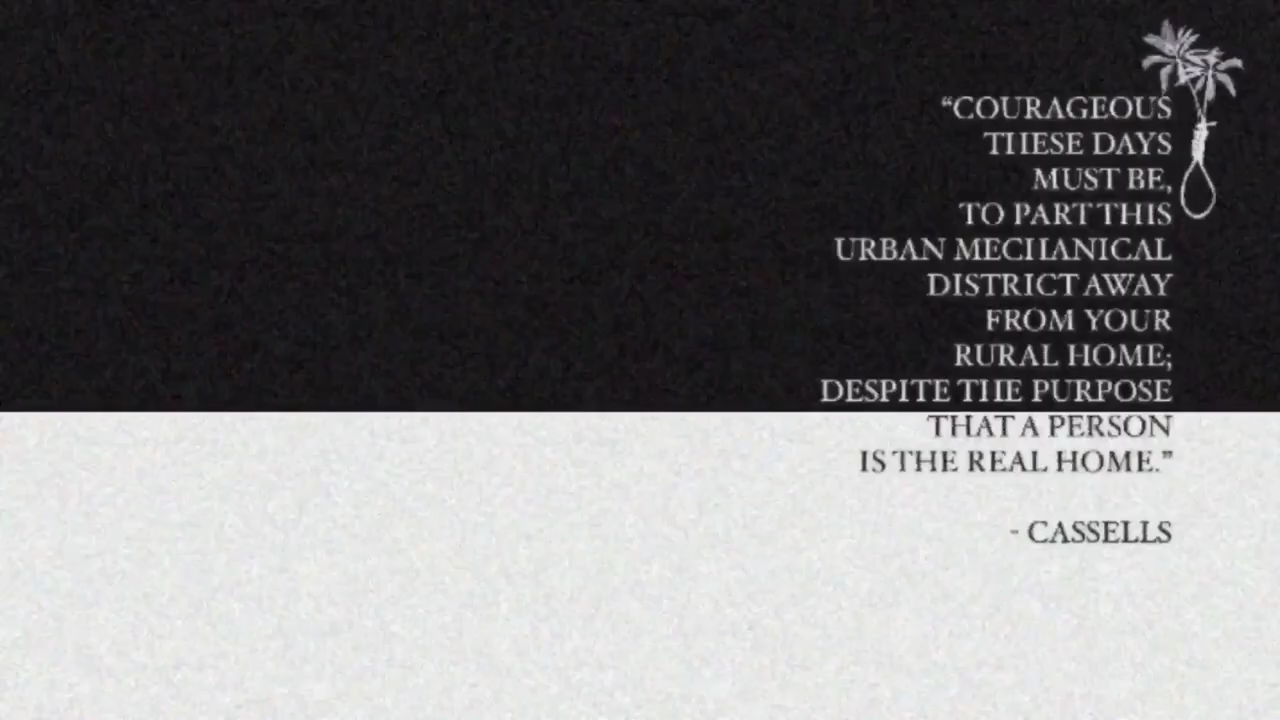 “COURAGEOUS
THESE DAYS
MUST BE,
TO PART THIS
URBAN MECHANICAL
DISTRICT AWAY
FROM YOUR
RURAL HOME;
DESPITE THE PURPOSE
THAT A PERSON
IS THE REAL HOME.”
- CASSELLS